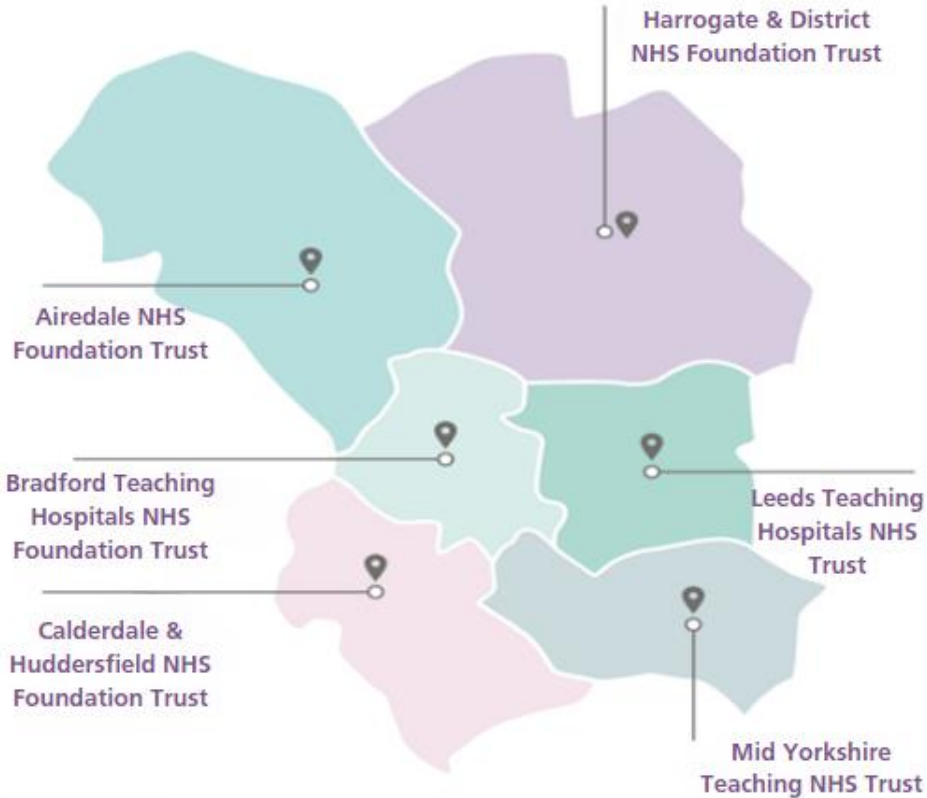 Harrogate & District
NHS Foundation Trust
Airedale NHS
Foundation Trust
Bradford Teaching
Hospitals NHS
Foundation Trust
Leeds Teaching
Hospitals NHS
Trust
Calderdale &
Huddersfield NHS
Foundation Trust
Mid Yorkshire
Teaching NHS Trust